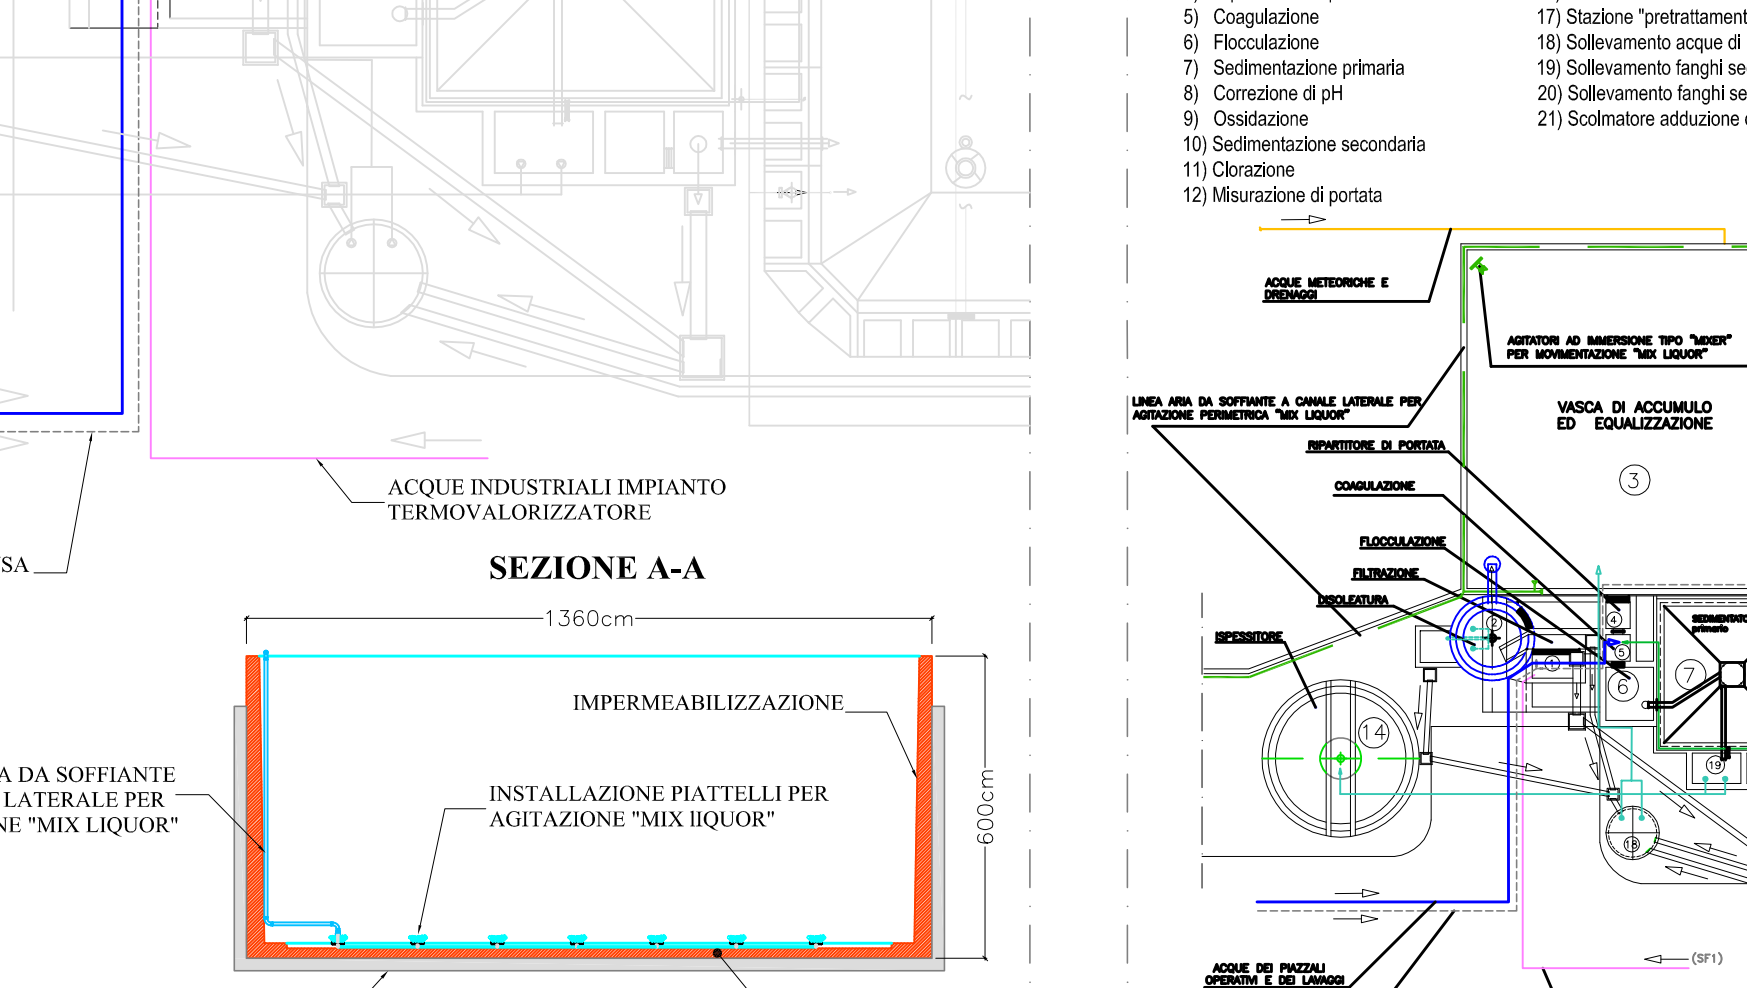 5) Coagulazione
6) Flocculazione
7) Sedimentazione primaria
8) Correzione di pH
9) Ossidazione
10) Sedimentazione secondaria
11) Clorazione
12) Misurazione di portata
17) Stazione "pretrattament
18) Sollevamento acque di
19) Sollevamento fanghi se
20) Sollevamento fanghi se
21) Scolmatore adduzione
ACQUE METEORICHE E
DRENAGGI
AGITATORI AD IMMERSIONE TIPO "MIXER"
PER MOVIMENTAZIONE "MIX LIQUOR"
LINEA ARIA DA SOFFIANTE A CANALE LATERALE PER
AGITAZIONE PERIMETRICA "MIX LIQUOR"
VASCA DI ACCUMULO
ED EQUALIZZAZIONE
3
RIPARTITORE DI PORTATA
COAGULAZIONE
FLOCCULAZIONE
FILTRAZIONE
DISOLEATURA
ISPESSITORE
2
4
SEDIMENTATO
primario
5
1
6
7
14
19
18
(SF1)
ACQUE DEI PIAZZALI
OPERATIVI E DEI LAVAGGI
ACQUE INDUSTRIALI IMPIANTO
TERMOVALORIZZATORE
SA
SEZIONE A-A
1360cm
IMPERMEABILIZZAZIONE
600cm
A DA SOFFIANTE
LATERALE PER
NE "MIX LIQUOR"
INSTALLAZIONE PIATTELLI PER
AGITAZIONE "MIX lIQUOR"